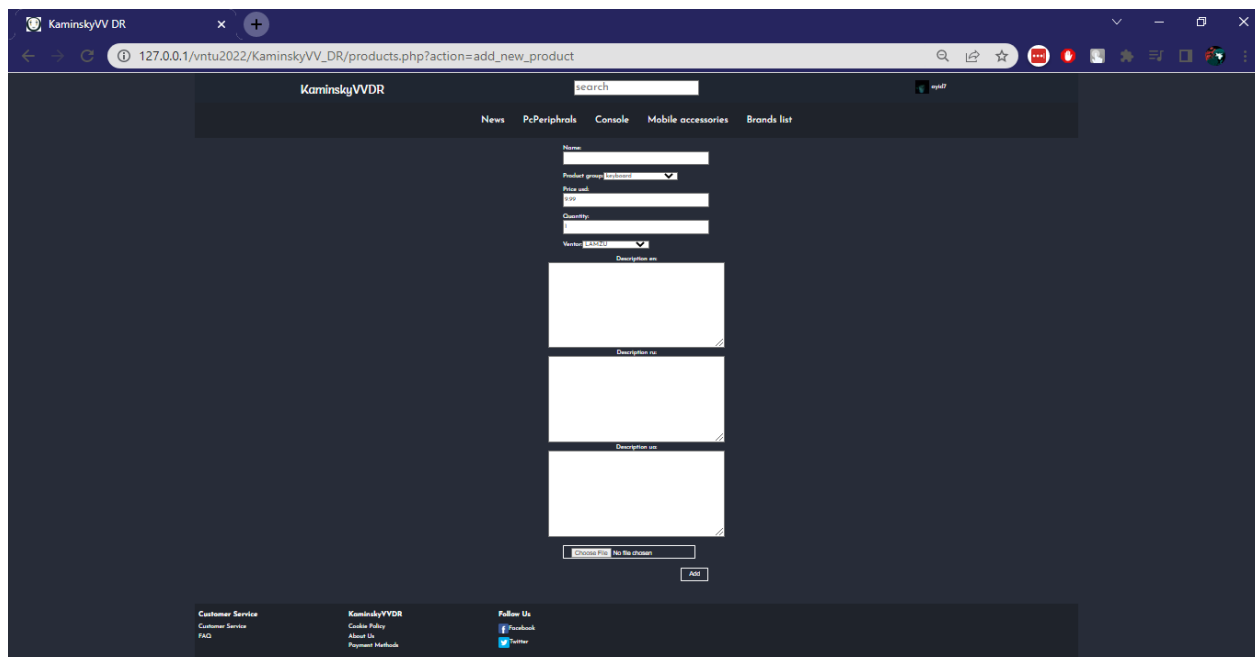 KaminskyVV DR
127.0.0.1/vntu2022/KaminskyVV_DR/products.php?action=add_new_product
KaminskyVVDR
search
News PcPeriphrals Console Mobile accessories Brands list
Name:
Product group: keyboard
Price usd:
9.99
Quantity:
1
Ventor: LAMZU
Description en:
Description ru:
Description ua:
Choose File No file chosen
Add
Customer Service KaminskyVVDR Follow Us
Customer Service Cookie Policy Facebook
FAQ About Us Twitter
Payment Methods